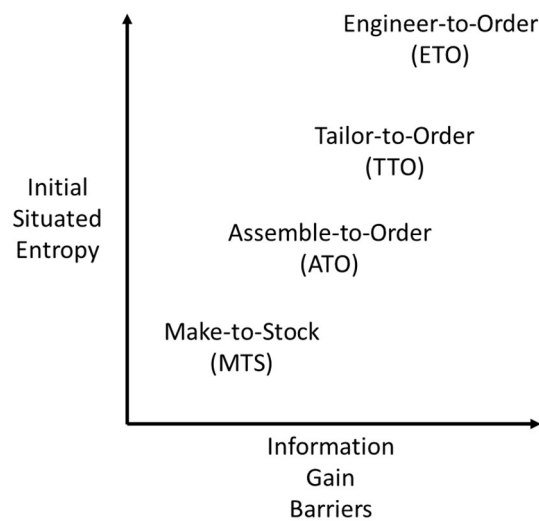 Engineer-to-Order
(ETO)
Tailor-to-Order
(TTO)
Initial
Situated
Entropy
Assemble-to-Order
(ATO)
Make-to-Stock
(MTS)
Information
Gain
Barriers